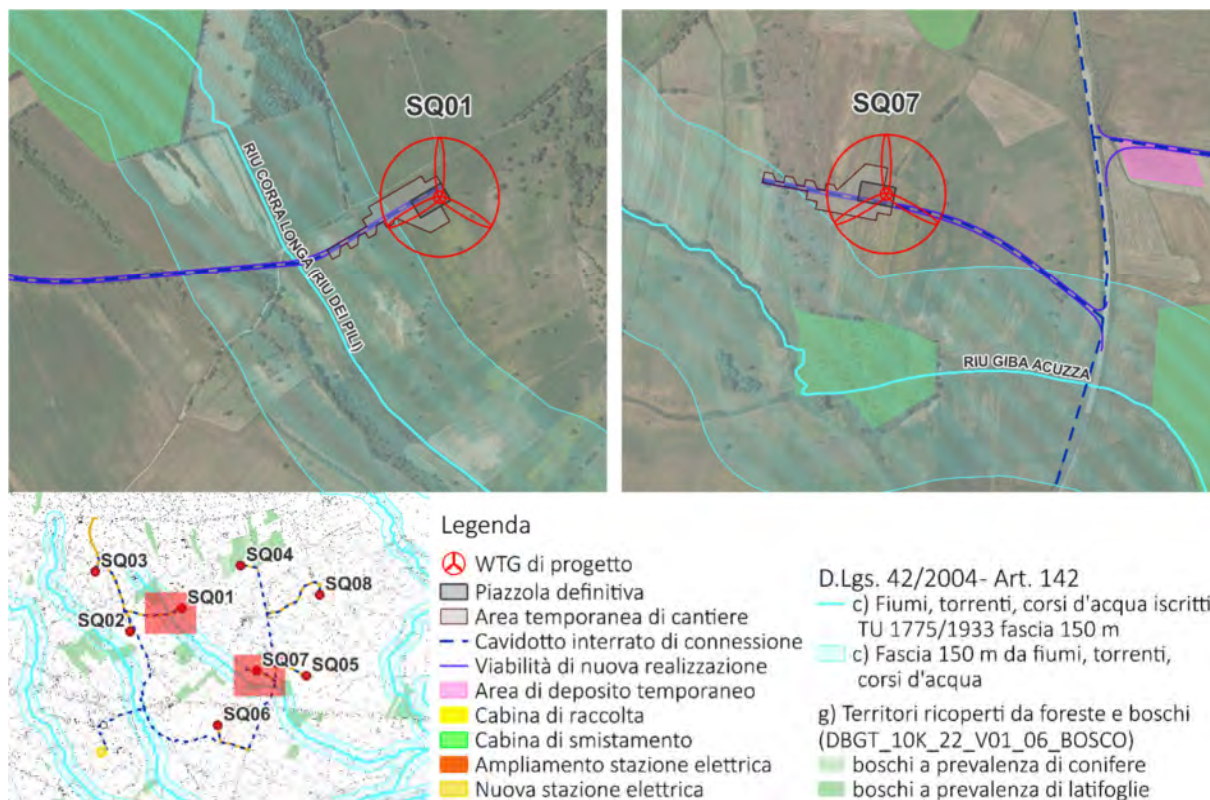 SQ01
RIU CORRA LONGA (RIU DEI PILI)
SQ07
RIU GIBA ACUZZA
SQ03
SQ04
SQ01
SQ08
SQ02
SQ07
SQ05
SQ06
Legenda
WTG di progetto
Piazzola definitiva
Area temporanea di cantiere
Cavidotto interrato di connessione
Viabilità di nuova realizzazione
Area di deposito temporaneo
Cabina di raccolta
Cabina di smistamento
Ampliamento stazione elettrica
Nuova stazione elettrica
D.Lgs. 42/2004- Art. 142
c) Fiumi, torrenti, corsi d'acqua iscritti
TU 1775/1933 fascia 150 m
c) Fascia 150 m da fiumi, torrenti,
corsi d'acqua
g) Territori ricoperti da foreste e boschi
(DBGT_10K_22_V01_06_BOSCO)
boschi a prevalenza di conifere
boschi a prevalenza di latifoglie